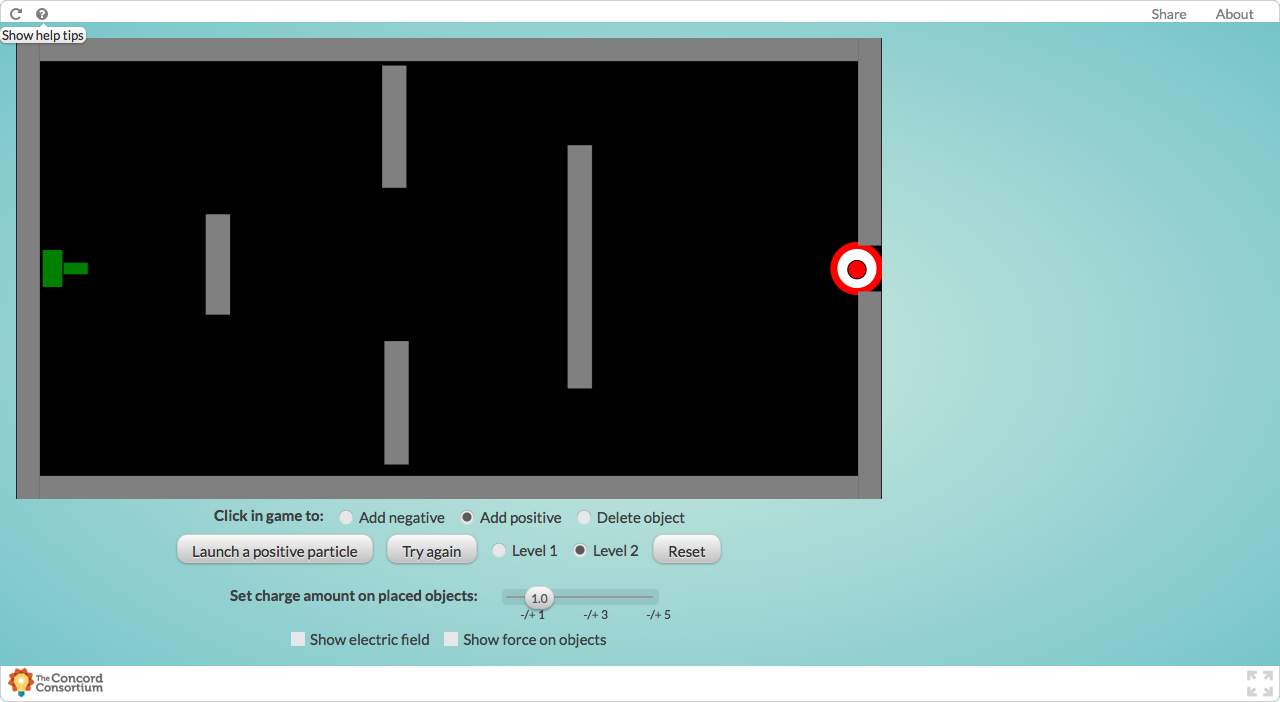 Share About
Show help tips
Click in game to: Add negative Add positive Delete object
Launch a positive particle Try again Level 1 Level 2 Reset
Set charge amount on placed objects: 1.0
-/+ 1 -/+ 3 -/+ 5
Show electric field Show force on objects
The Concord
Consortium